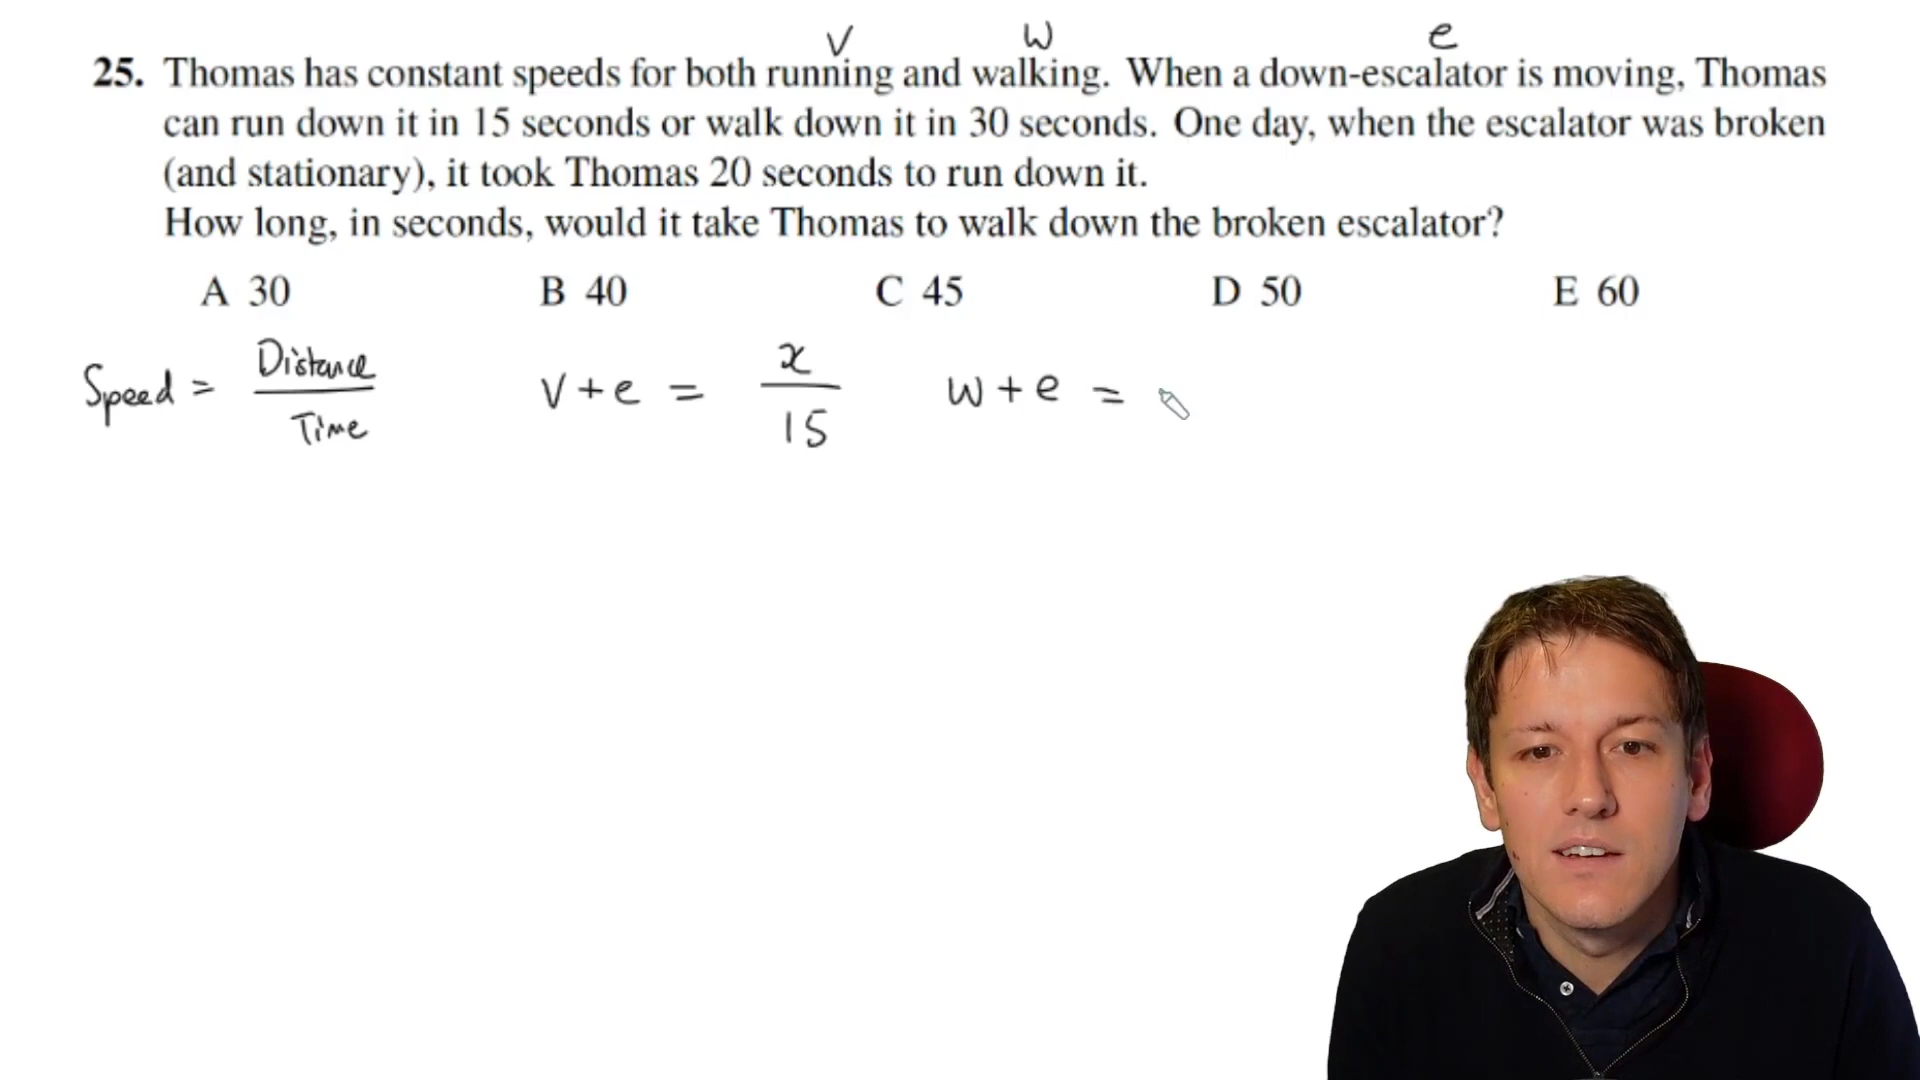 v w e
25. Thomas has constant speeds for both running and walking. When a down-escalator is moving, Thomas
can run down it in 15 seconds or walk down it in 30 seconds. One day, when the escalator was broken
(and stationary), it took Thomas 20 seconds to run down it.
How long, in seconds, would it take Thomas to walk down the broken escalator?
A 30 B 40 C 45 D 50 E 60
Speed = Distance / Time v + e = x / 15 w + e =